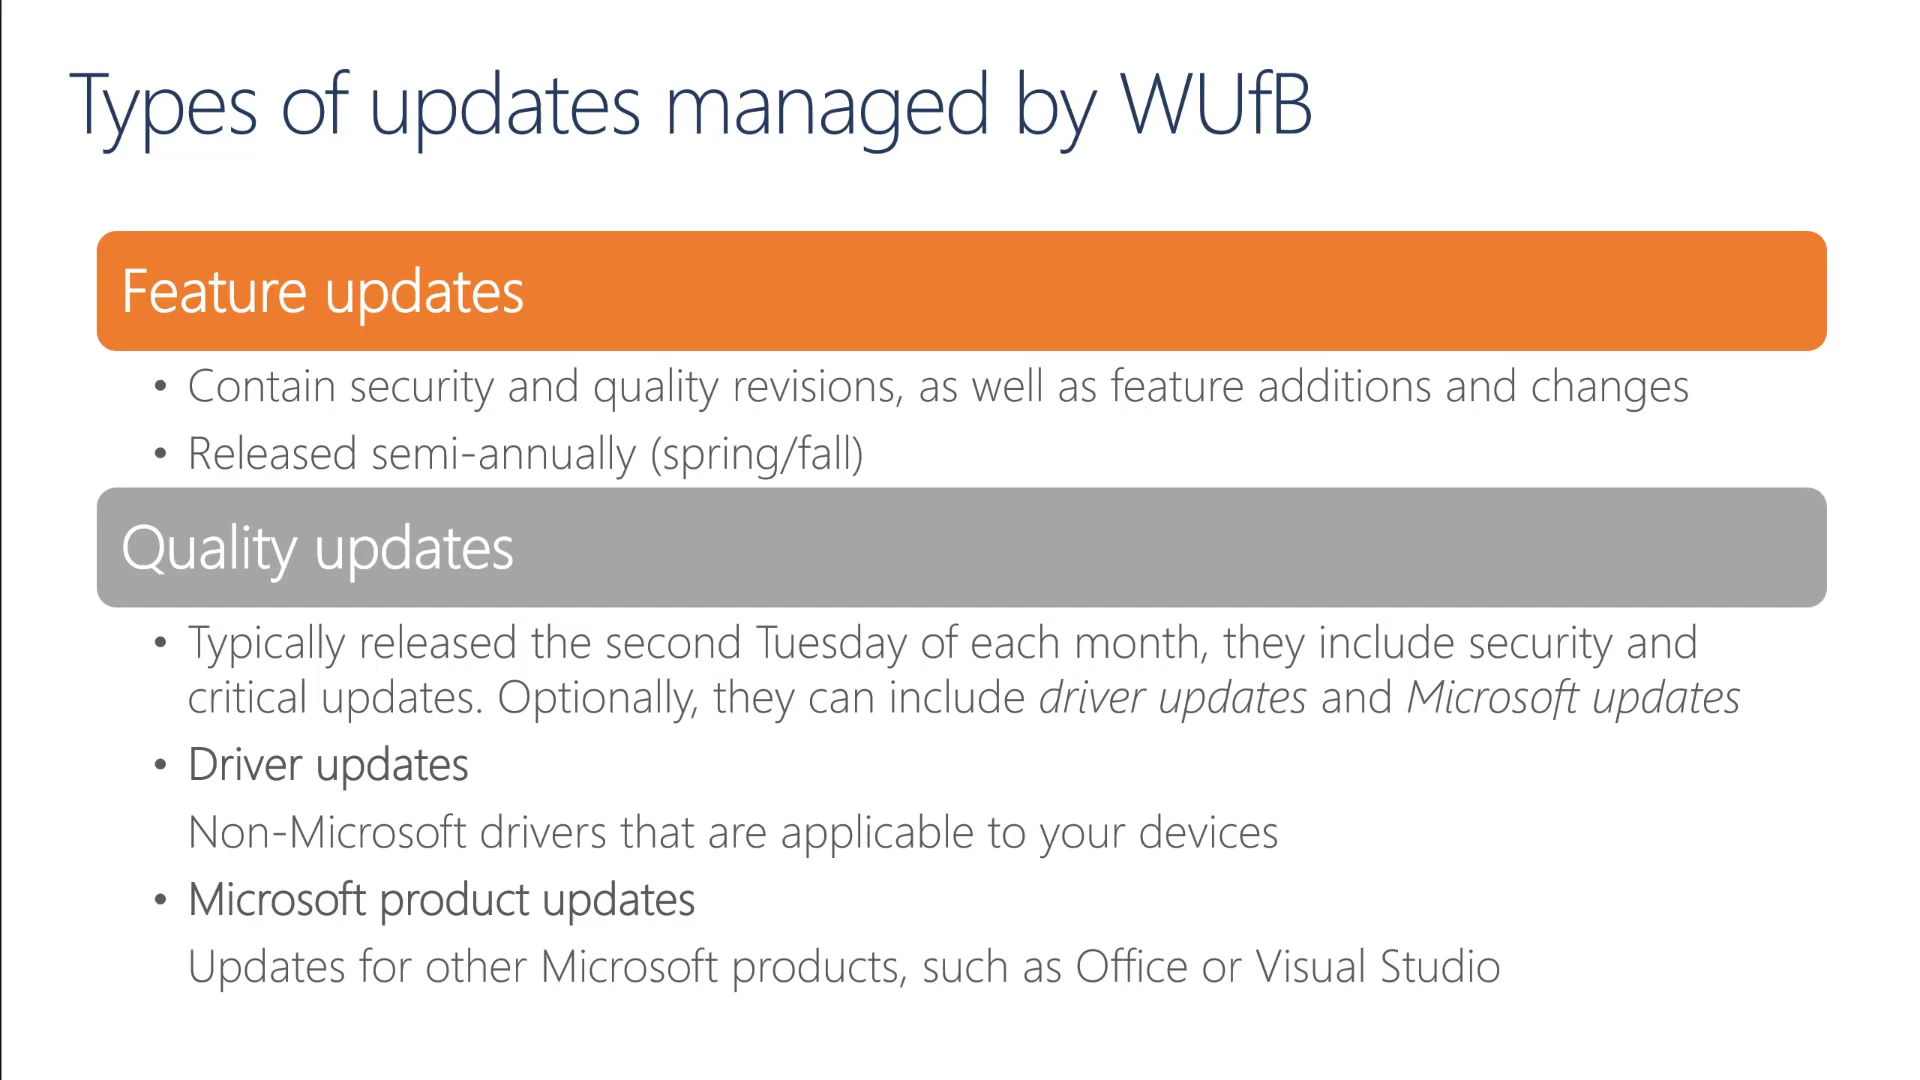 Types of updates managed by WUfB
Feature updates
• Contain security and quality revisions, as well as feature additions and changes
• Released semi-annually (spring/fall)
Quality updates
• Typically released the second Tuesday of each month, they include security and
critical updates. Optionally, they can include driver updates and Microsoft updates
• Driver updates
Non-Microsoft drivers that are applicable to your devices
• Microsoft product updates
Updates for other Microsoft products, such as Office or Visual Studio